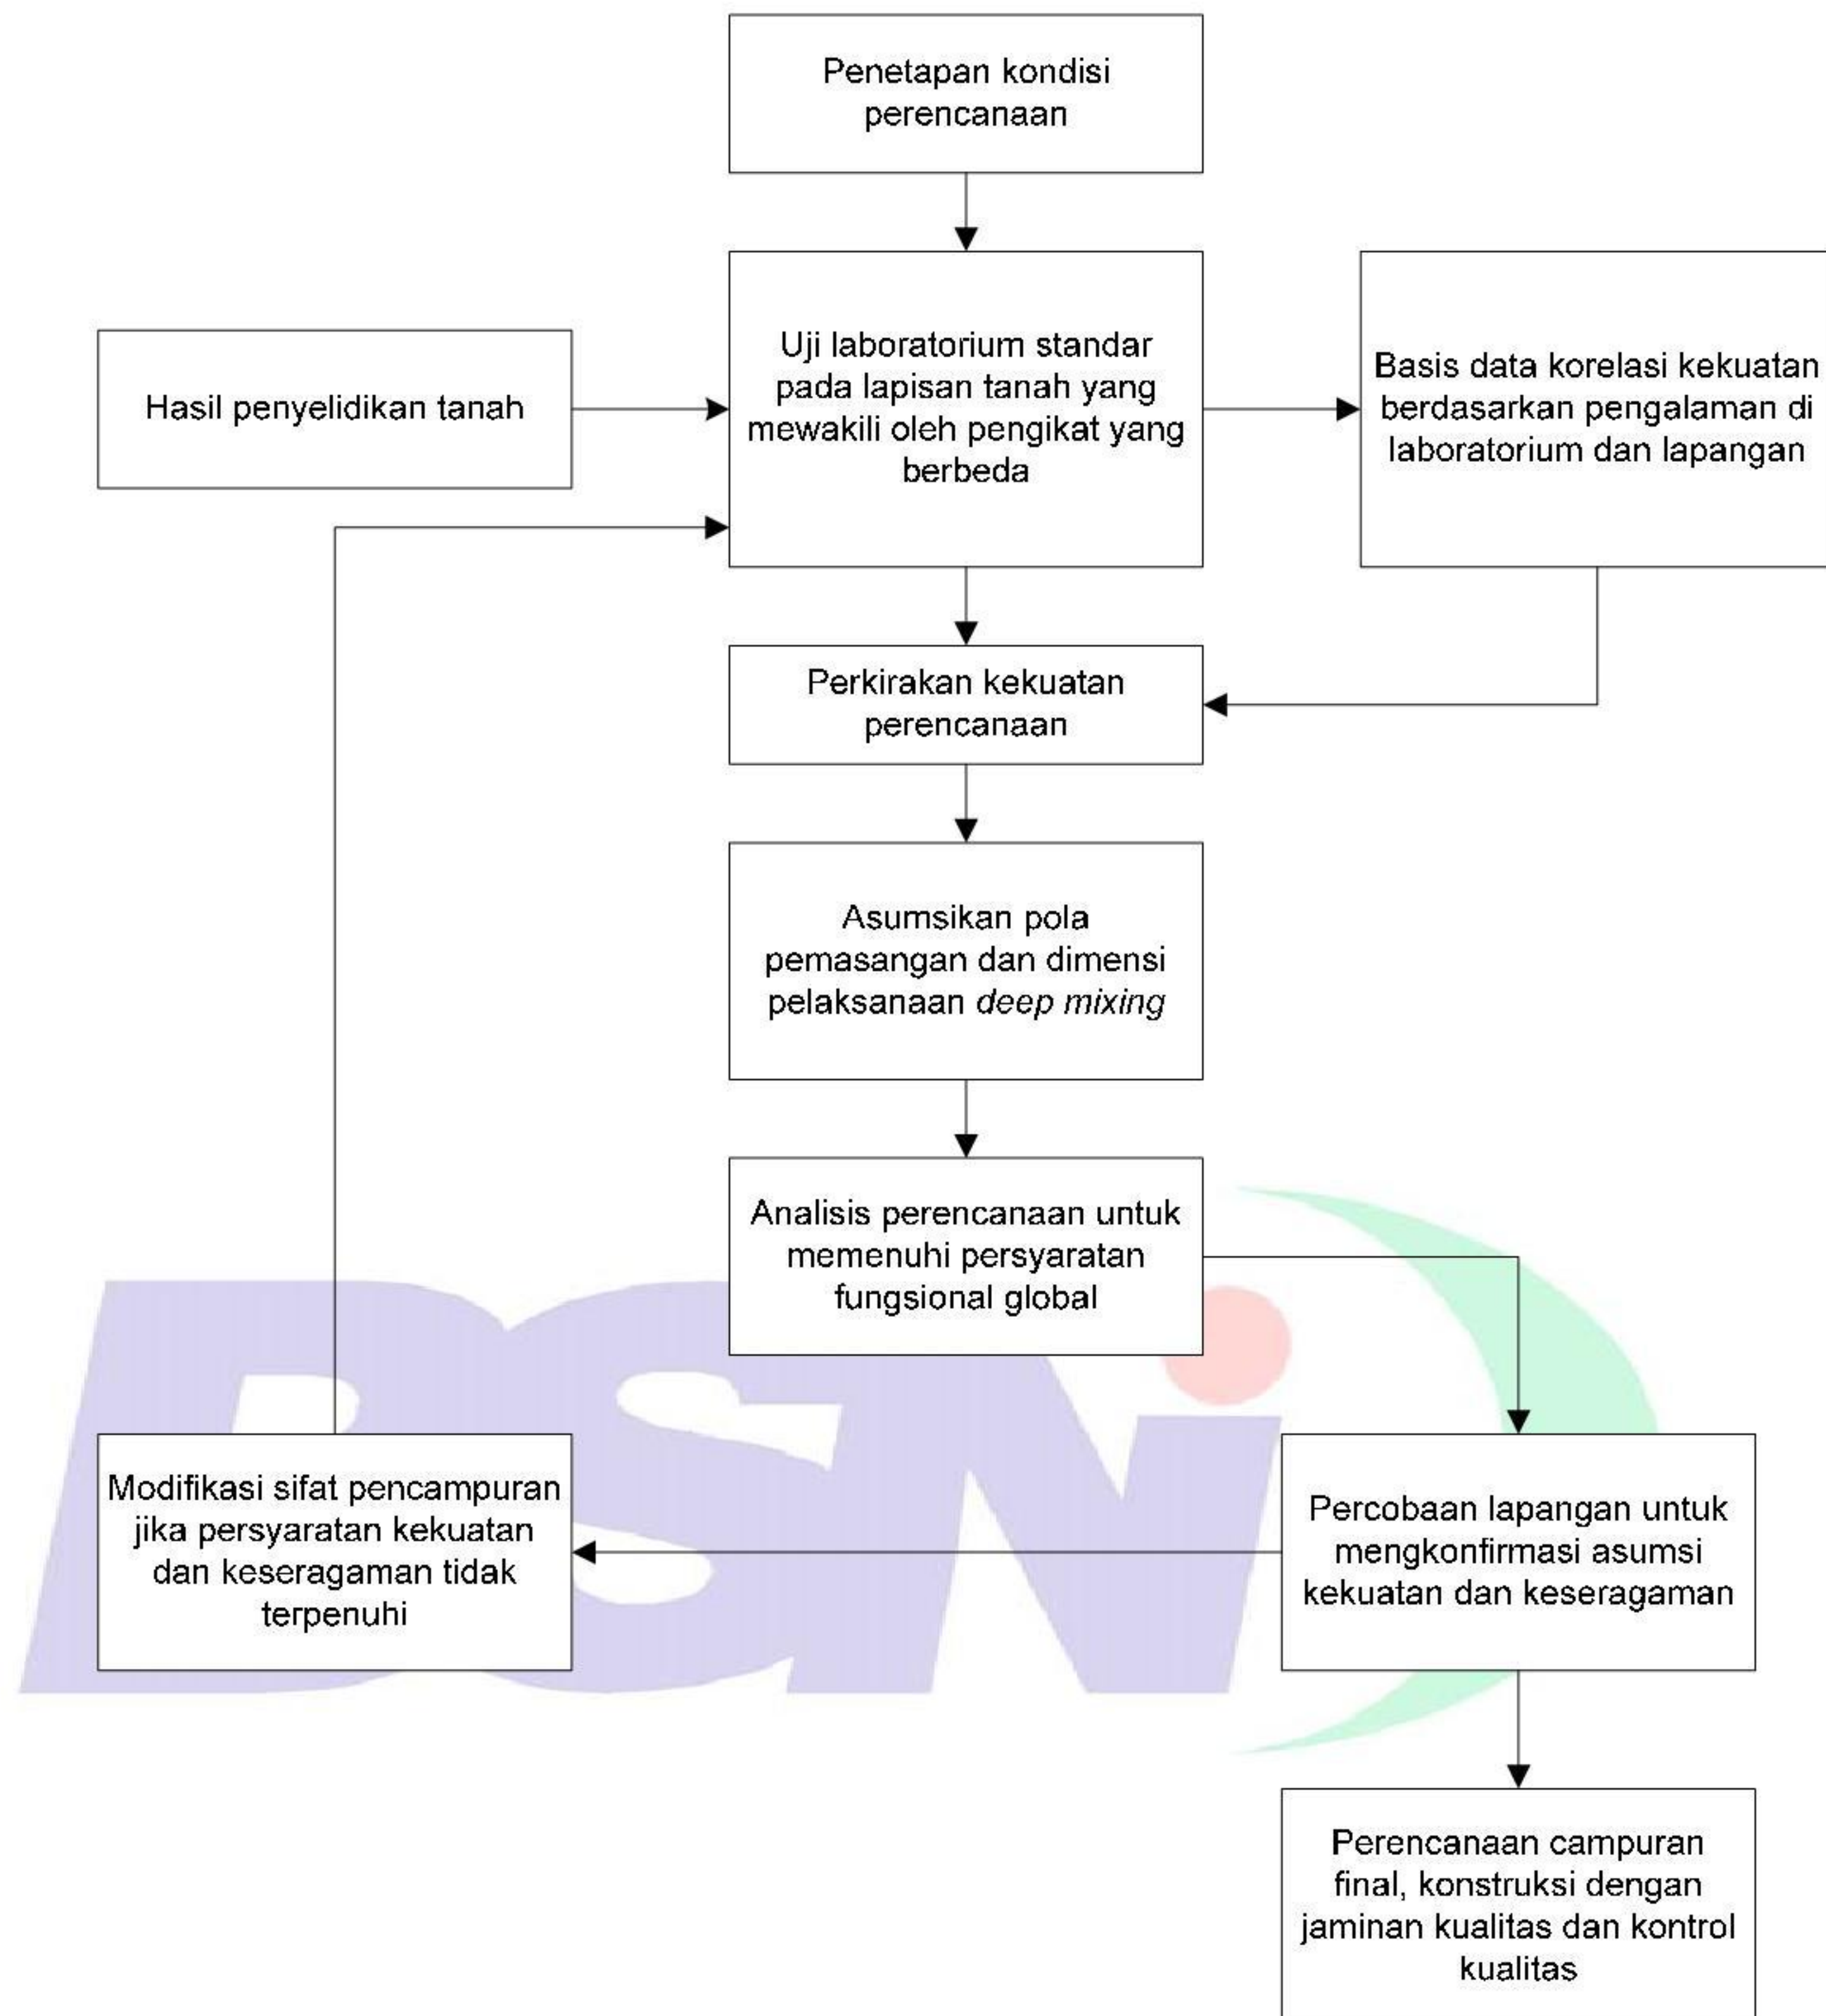 Penetapan kondisi
perencanaan
Hasil penyelidikan tanah
Uji laboratorium standar
pada lapisan tanah yang
mewakili oleh pengikat yang
berbeda
Basis data korelasi kekuatan
berdasarkan pengalaman di
laboratorium dan lapangan
Perkirakan kekuatan
perencanaan
Asumsikan pola
pemasangan dan dimensi
pelaksanaan deep mixing
Analisis perencanaan untuk
memenuhi persyaratan
fungsional global
Modifikasi sifat pencampuran
jika persyaratan kekuatan
dan keseragaman tidak
terpenuhi
Percobaan lapangan untuk
mengkonfirmasi asumsi
kekuatan dan keseragaman
Perencanaan campuran
final, konstruksi dengan
jaminan kualitas dan kontrol
kualitas
BSN